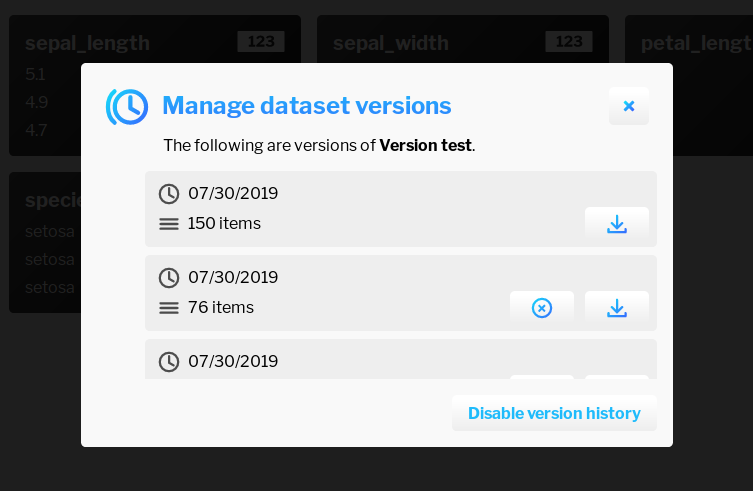 sepal_length 123
5.1
4.9
4.7
sepal_width 123
petal_lengt
Manage dataset versions
The following are versions of Version test.
07/30/2019
150 items
07/30/2019
76 items
07/30/2019
Disable version history
specie
setosa
setosa
setosa